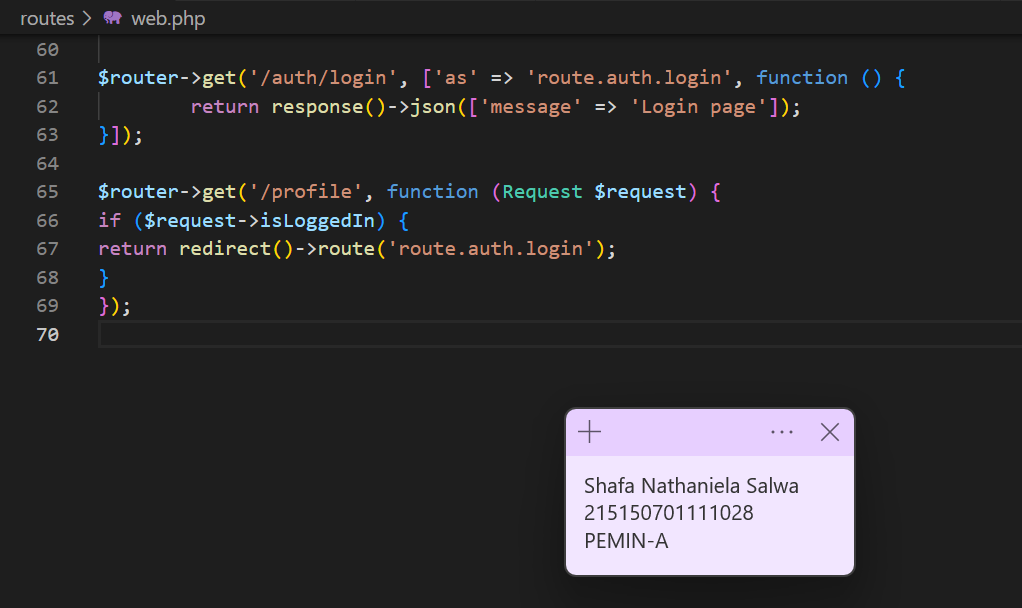 routes > web.php
60
61 $router->get('/auth/login', ['as' => 'route.auth.login', function () {
62         return response()->json(['message' => 'Login page']);
63 }]);
64
65 $router->get('/profile', function (Request $request) {
66 if ($request->isLoggedIn) {
67 return redirect()->route('route.auth.login');
68 }
69 });
70
Shafa Nathaniela Salwa
215150701111028
PEMIN-A